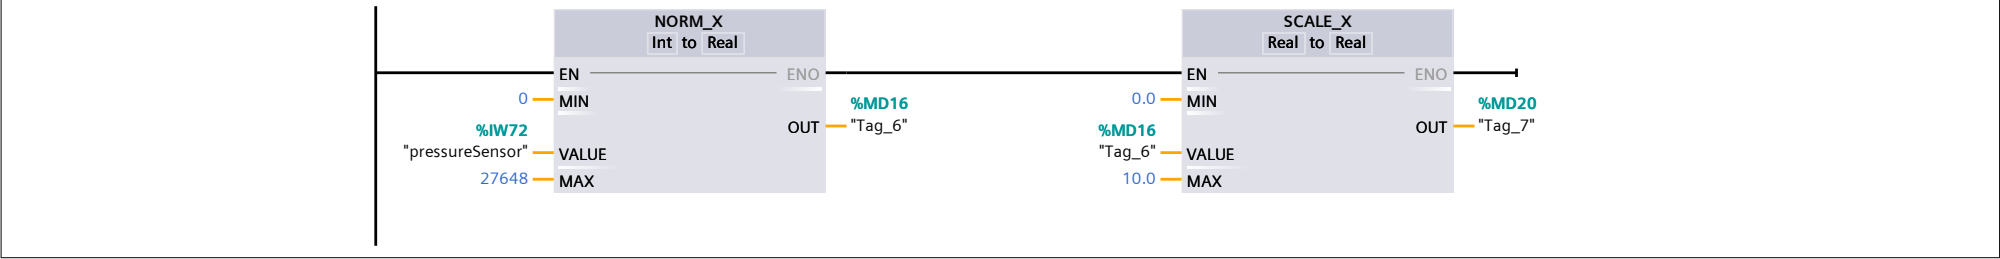 NORM_X
Int to Real
EN
ENO
0
MIN
%MD16
"Tag_6"
OUT
%IW72
"pressureSensor"
VALUE
27648
MAX
SCALE_X
Real to Real
EN
ENO
0.0
MIN
%MD20
"Tag_7"
OUT
%MD16
"Tag_6"
VALUE
10.0
MAX